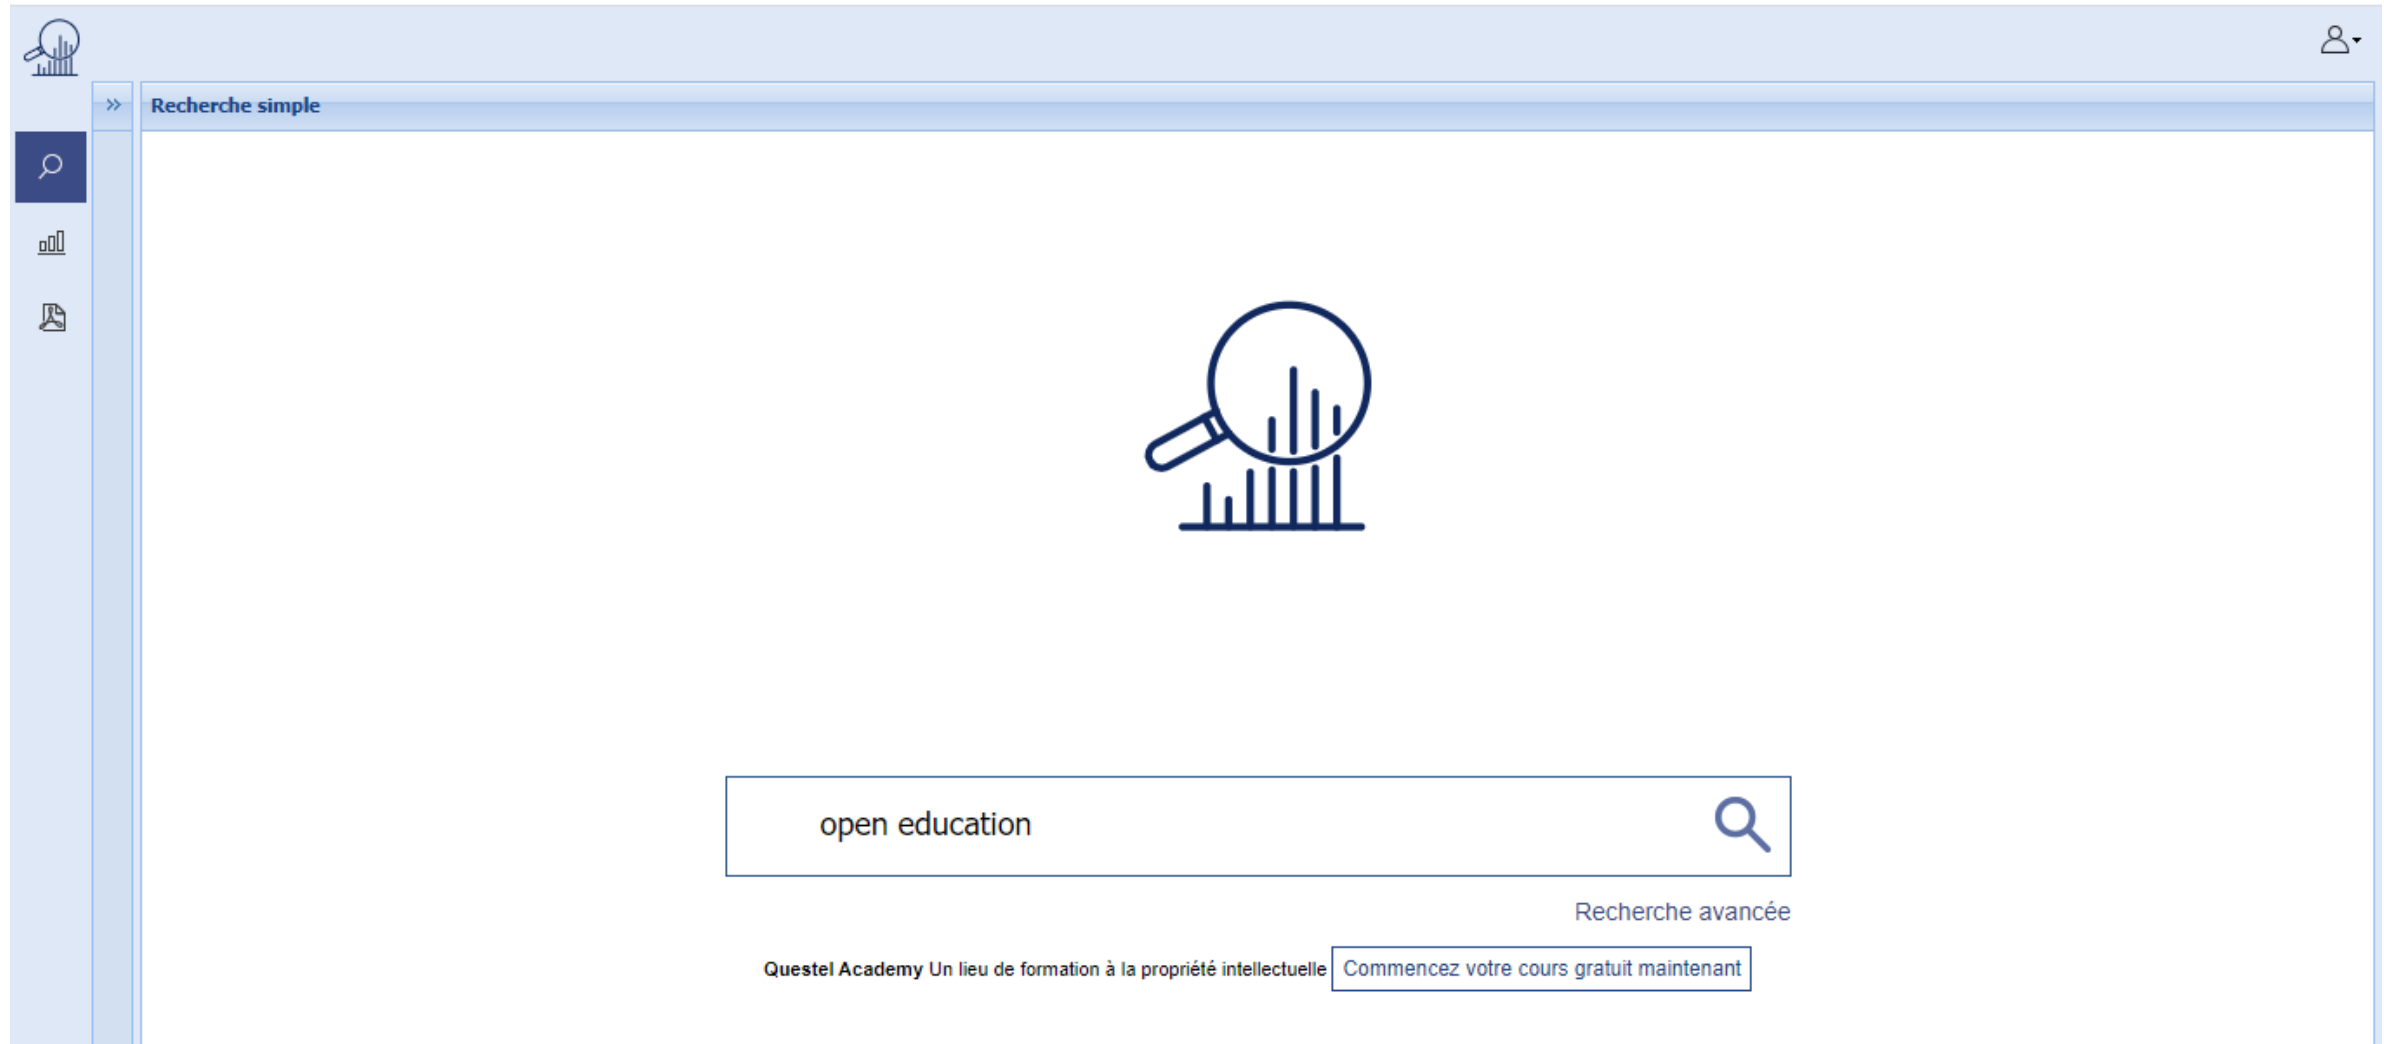 Recherche simple
open education
Recherche avancée
Questel Academy Un lieu de formation à la propriété intellectuelle Commencez votre cours gratuit maintenant